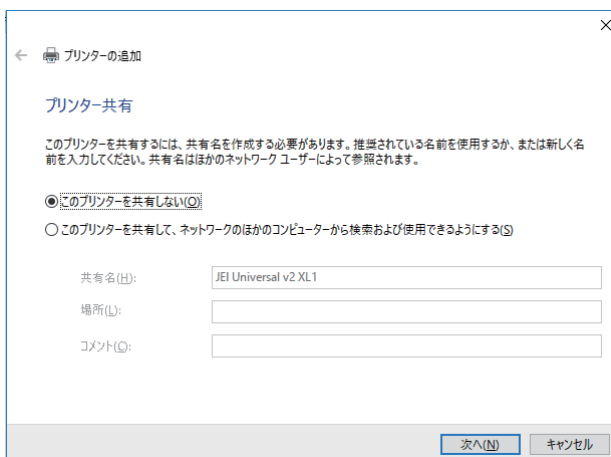 プリンターの追加
プリンター共有
このプリンターを共有するには、共有名を作成する必要があります。推奨されている名前を使用するか、または新しく名
前を入力してください。共有名はほかのネットワーク ユーザーによって参照されます。
このプリンターを共有しない(O)
このプリンターを共有して、ネットワークのほかのコンピューターから検索および使用できるようにする(S)
共有名(H): JEI Universal v2 XL1
場所(L):
コメント(C):
次へ(N) キャンセル